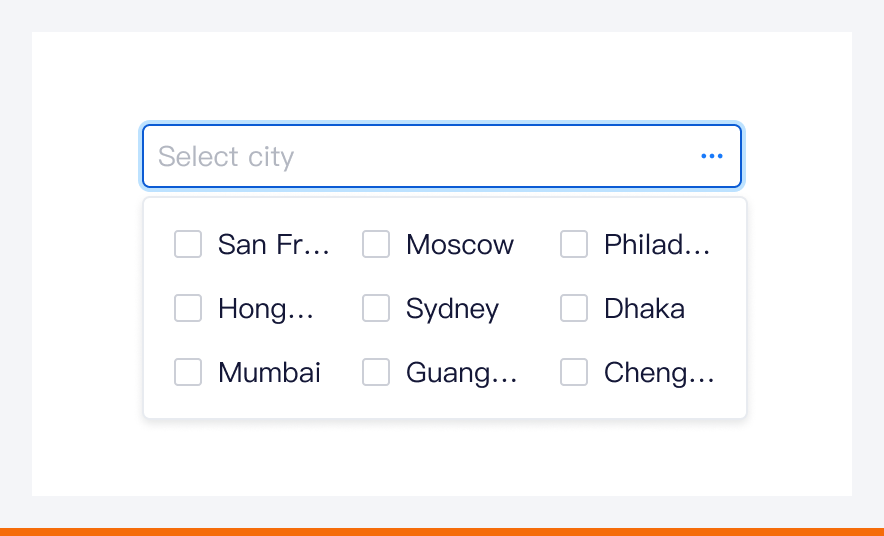 Select city
San Fr...
Moscow
Philad...
Hong...
Sydney
Dhaka
Mumbai
Guang...
Cheng...